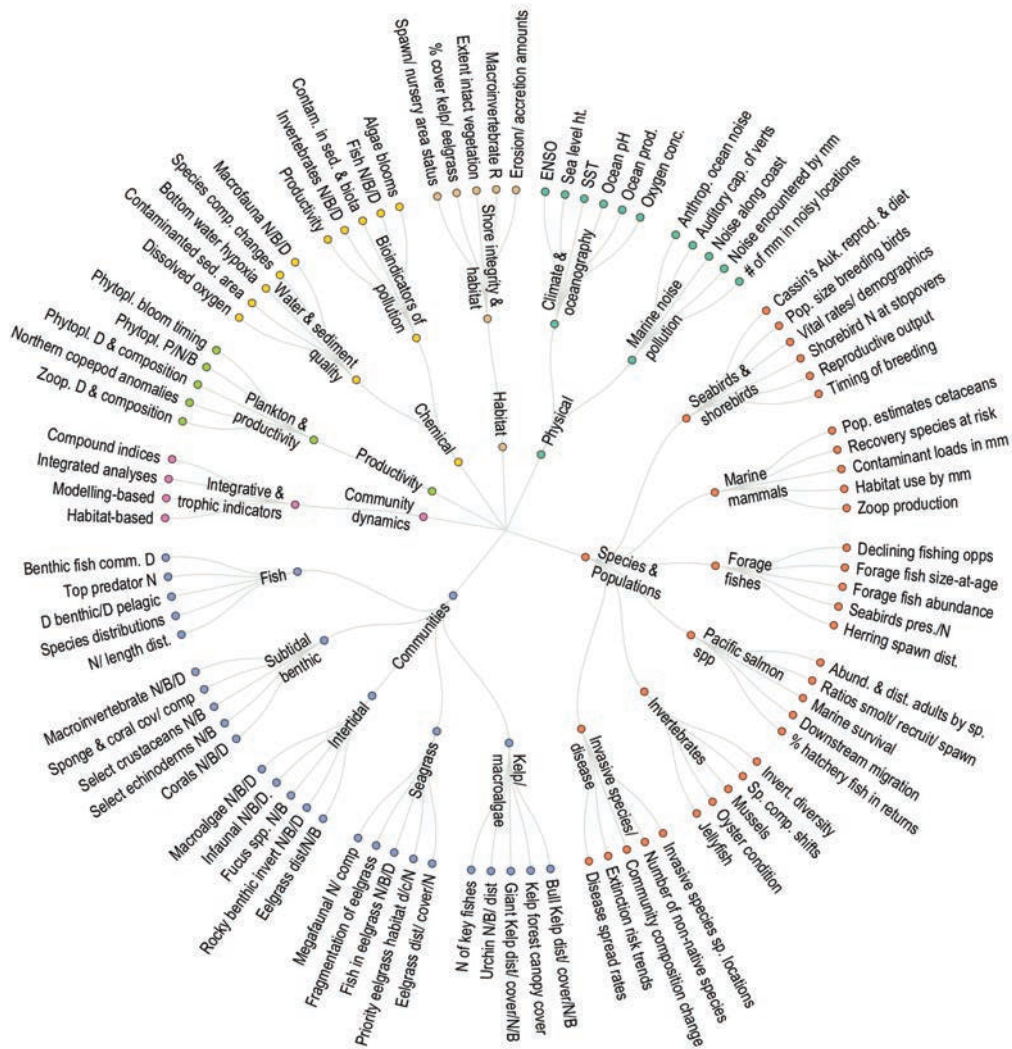 Spawn/ nursery area status
% cover kelp/ eelgrass
Extent intact vegetation
Macroinvertebrate R
Erosion/ accretion amounts
Shore integrity &
habitat
Habitat
ENSO
Sea level ht.
SST
Ocean pH
Ocean prod.
Oxygen conc.
Climate &
oceanography
Anthrop. ocean noise
Auditory cap. of verts
Noise along coast
Noise encountered by mm
# of mm in noisy locations
Marine noise
pollution
Physical
Cassin's Auk. reprod. & diet
Pop. size breeding birds
Vital rates/ demographics
Shorebird N at stopovers
Reproductive output
Timing of breeding
Seabirds &
shorebirds
Pop. estimates cetaceans
Recovery species at risk
Contaminant loads in mm
Habitat use by mm
Zoop production
Marine
mammals
Species &
Populations
Declining fishing opps
Forage fish size-at-age
Forage fish abundance
Seabirds pres./N
Herring spawn dist.
Forage
fishes
Abund. & dist. adults by sp.
Ratios smolt/ recruit/ spawn
Marine survival
Downstream migration
% hatchery fish in returns
Pacific salmon
spp
Invert. diversity
Sp. comp. shifts
Mussels
Oyster condition
Jellyfish
Invertebrates
Invasive species sp. locations
Number of non-native species
Community composition change
Extinction risk trends
Disease spread rates
Invasive species/
disease
Bull Kelp dist/ cover/N/B
Kelp forest canopy cover
Giant Kelp dist/ cover/N/B
Urchin N/B/ dist
N of key fishes
Kelp/
macroalgae
Eelgrass dist/ cover/N
Priority eelgrass habitat d/c/N
Fish in eelgrass N/B/D
Fragmentation of eelgrass
Megafaunal N/ comp
Seagrass
Eelgrass dist/N/B
Rocky benthic invert N/B/D
Fucus spp. N/B
Infaunal N/B/D.
Macroalgae N/B/D
Intertidal
Corals N/B/D
Select echinoderms N/B
Select crustaceans N/B
Sponge & coral cov/ comp
Macroinvertebrate N/B/D
Subtidal
benthic
N/ length dist.
Species distributions
D benthic/D pelagic
Top predator N
Benthic fish comm. D
Fish
Communities
Habitat-based
Modelling-based
Integrated analyses
Compound indices
Integrative &
trophic indicators
Community
dynamics
Zoop. D & composition
Northern copepod anomalies
Phytopl. D & composition
Phytopl. P/N/B
Phytopl. bloom timing
Plankton &
productivity
Productivity
Dissolved oxygen
Contaminanted sed. area
Bottom water hypoxia
Species comp. changes
Macrofauna N/B/D
Water & sediment
quality
Productivity
Invertebrates N/B/D
Contam. in sed. & biota
Fish N/B/D
Algae blooms
Bioindicators of
pollution
Chemical